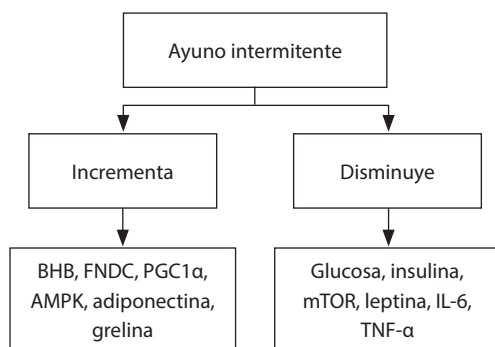 Ayuno intermitente
Incrementa
Disminuye
BHB, FNDC, PGC1α,
AMPK, adiponectina,
grelina
Glucosa, insulina,
mTOR, leptina, IL-6,
TNF-α